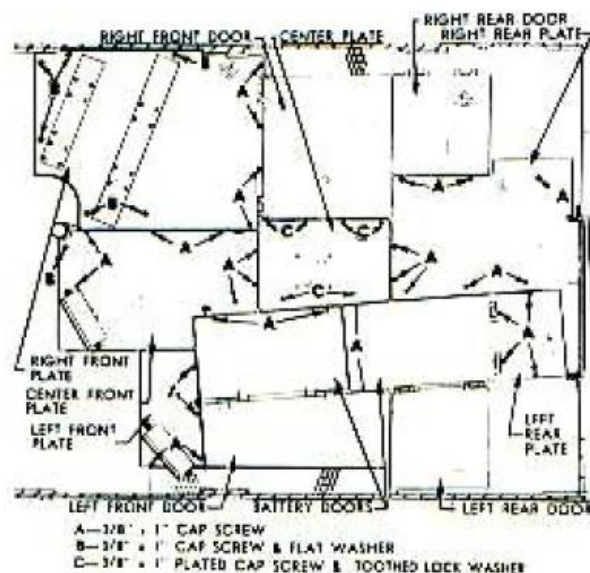 RIGHT REAR DOOR
RIGHT FRONT DOOR
CENTER PLATE
RIGHT REAR PLATE
B
B
A
A
A
A
B
C
C
A
A
A
A
A
B
C
A
A
A
A
RIGHT FRONT
PLATE
CENTER FRONT
PLATE
LEFT FRONT
PLATE
A
A
LEFT
REAR
PLATE
LEFT FRONT DOOR
BATTERY DOORS
LEFT REAR DOOR
A—3/8" x 1" CAP SCREW
B—3/8" x 1" CAP SCREW & FLAT WASHER
C—3/8" x 1" PLATED CAP SCREW & TOOTHED LOCK WASHER